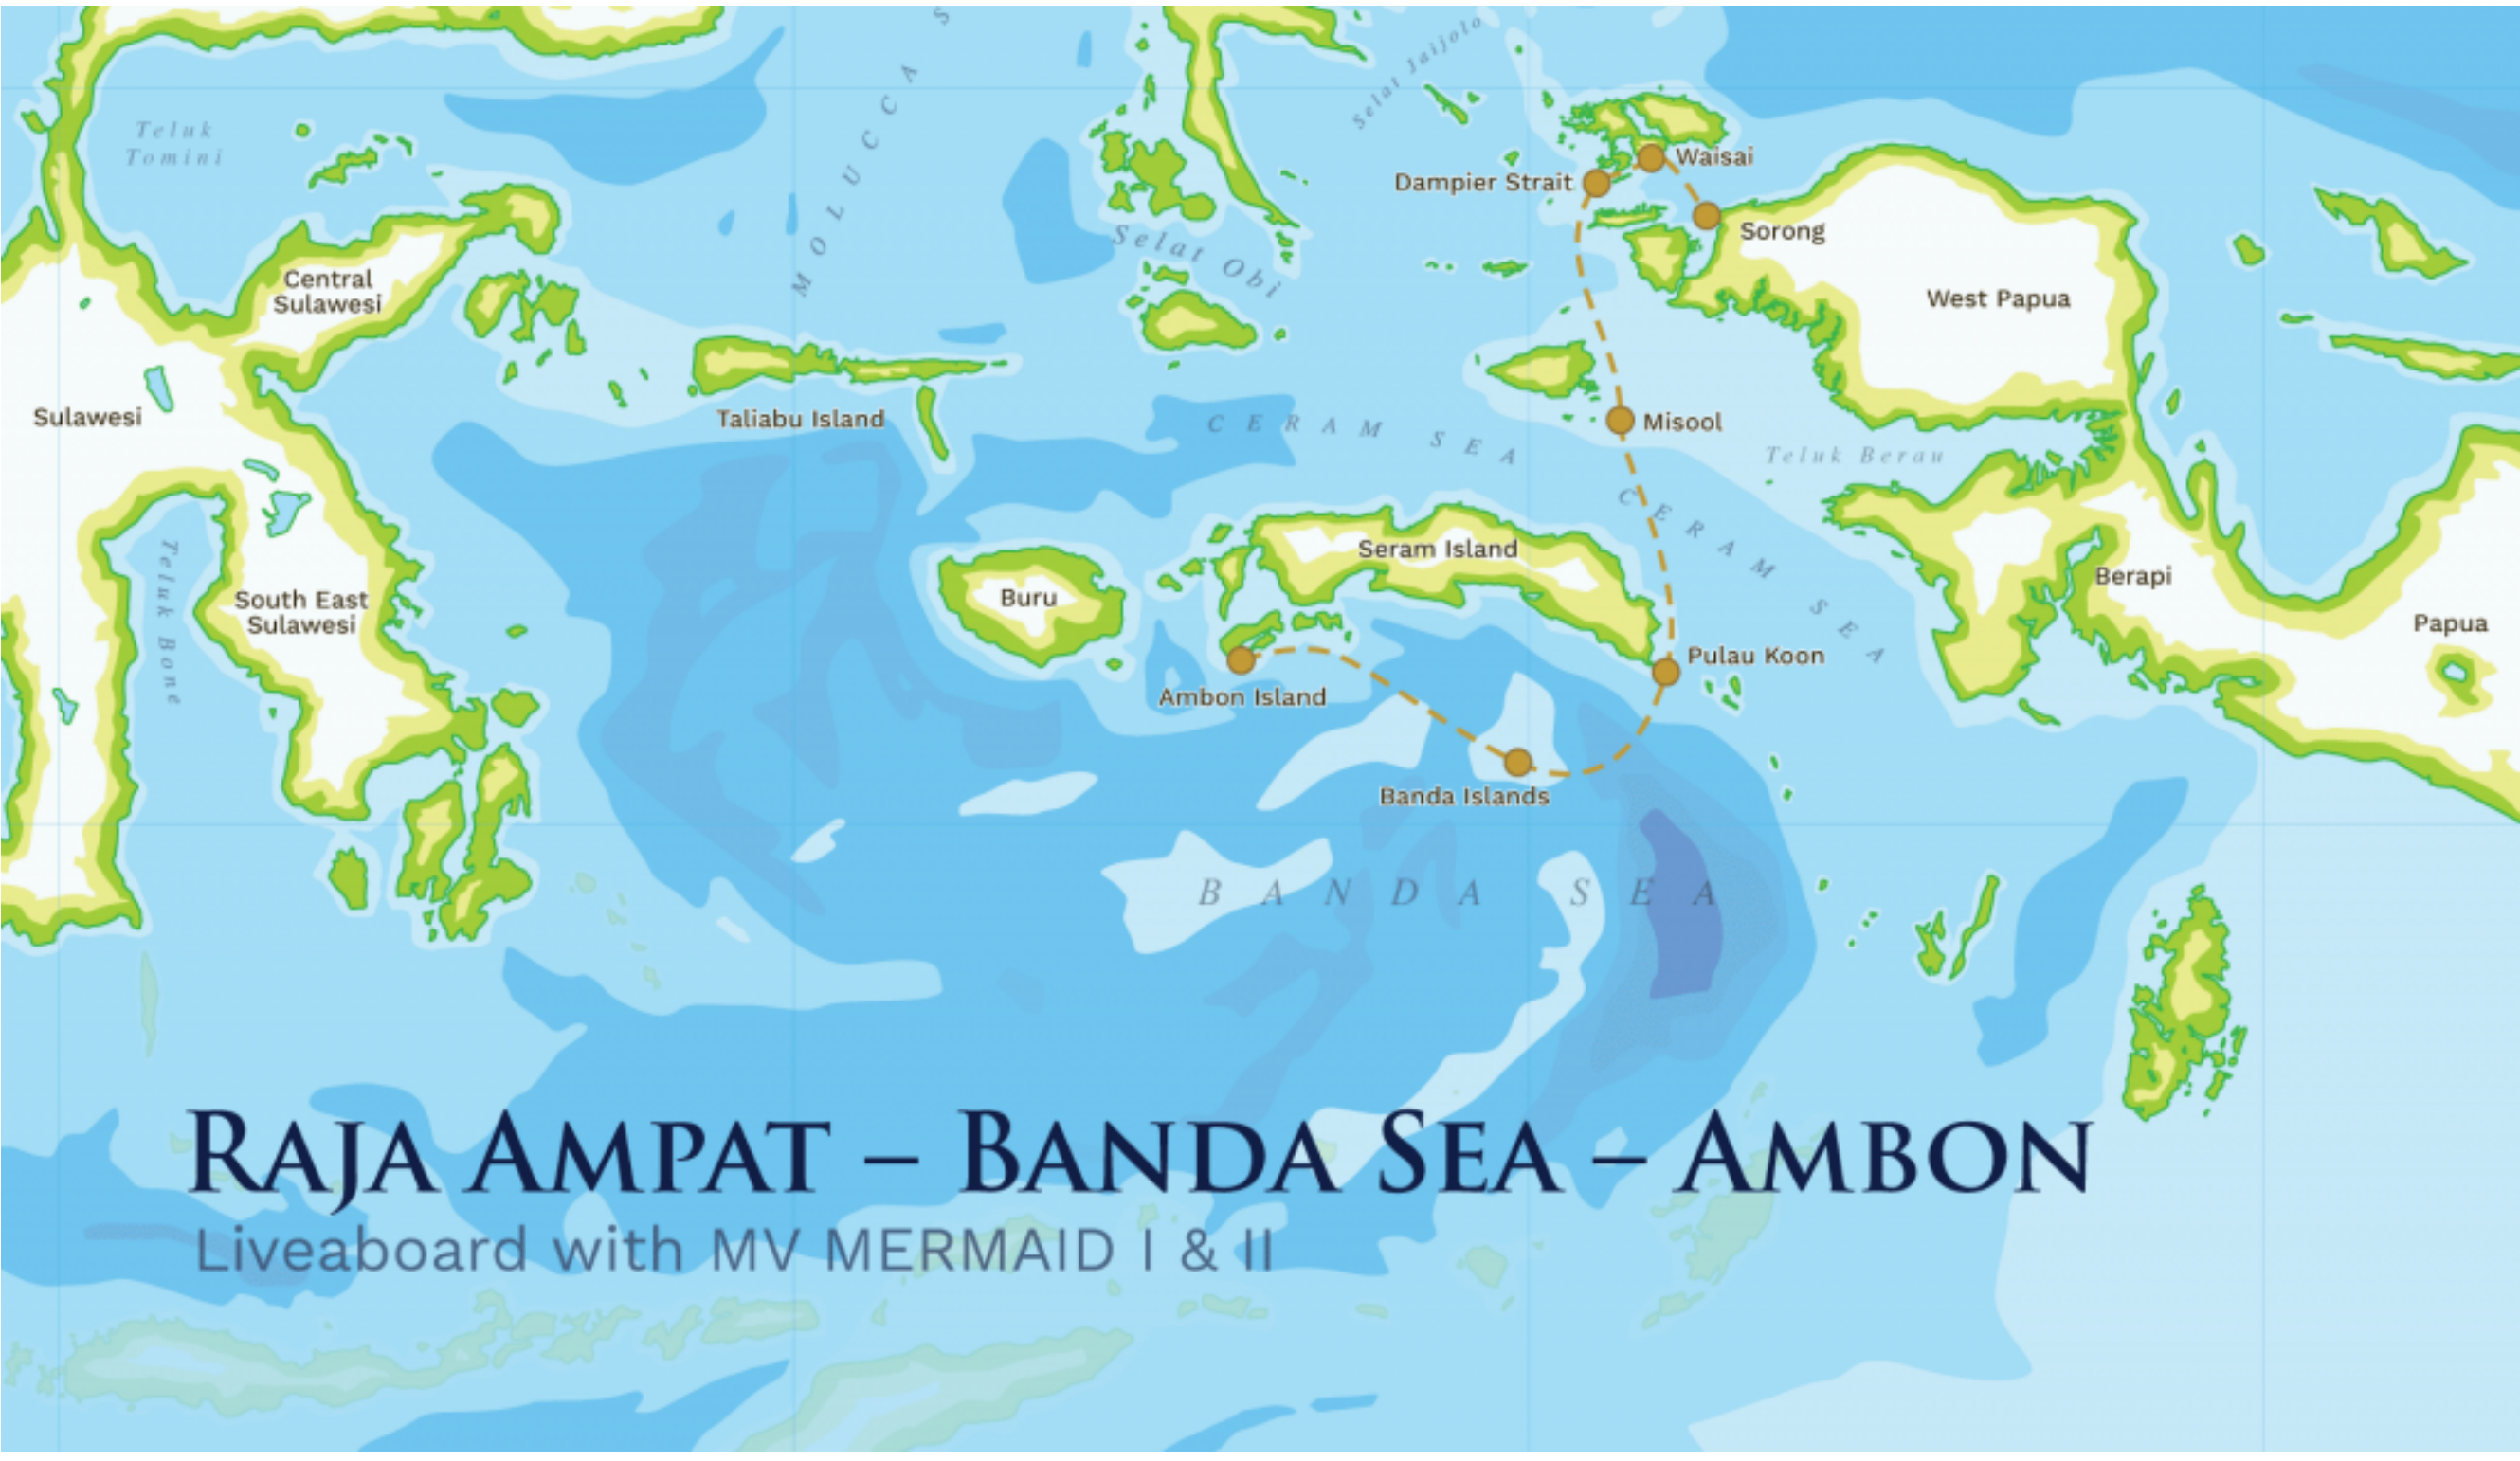 Selat Jaijolo
Teluk
Tomini
MOLUCCA S
Waisai
Dampier Strait
Sorong
Selat Obi
Central
Sulawesi
West Papua
Sulawesi
Taliabu Island
CERAM SEA
Misool
Teluk Berau
CERAM SEA
Seram Island
Teluk Bone
Buru
Berapi
South East
Sulawesi
Papua
Pulau Koon
Ambon Island
Banda Islands
BANDA SEA
RAJA AMPAT – BANDA SEA – AMBON
Liveaboard with MV MERMAID I & II